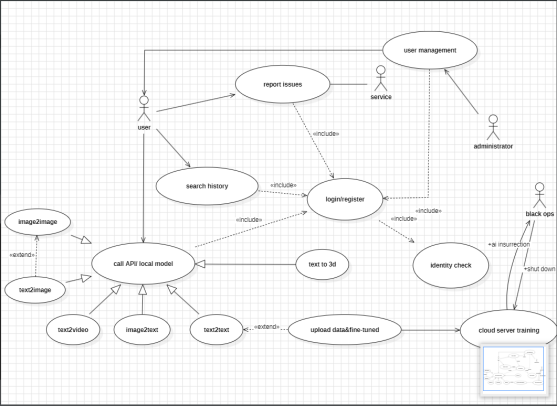 user management
report issues
service
user
administrator
«include»
search history
«include»
login/register
black ops
«include»
«include»
«include»
image2image
«extend»
call API/ local model
text to 3d
identity check
+ai insurrection
+shut down
text2image
text2video
image2text
text2text
«extend»
upload data&fine-tuned
cloud server training